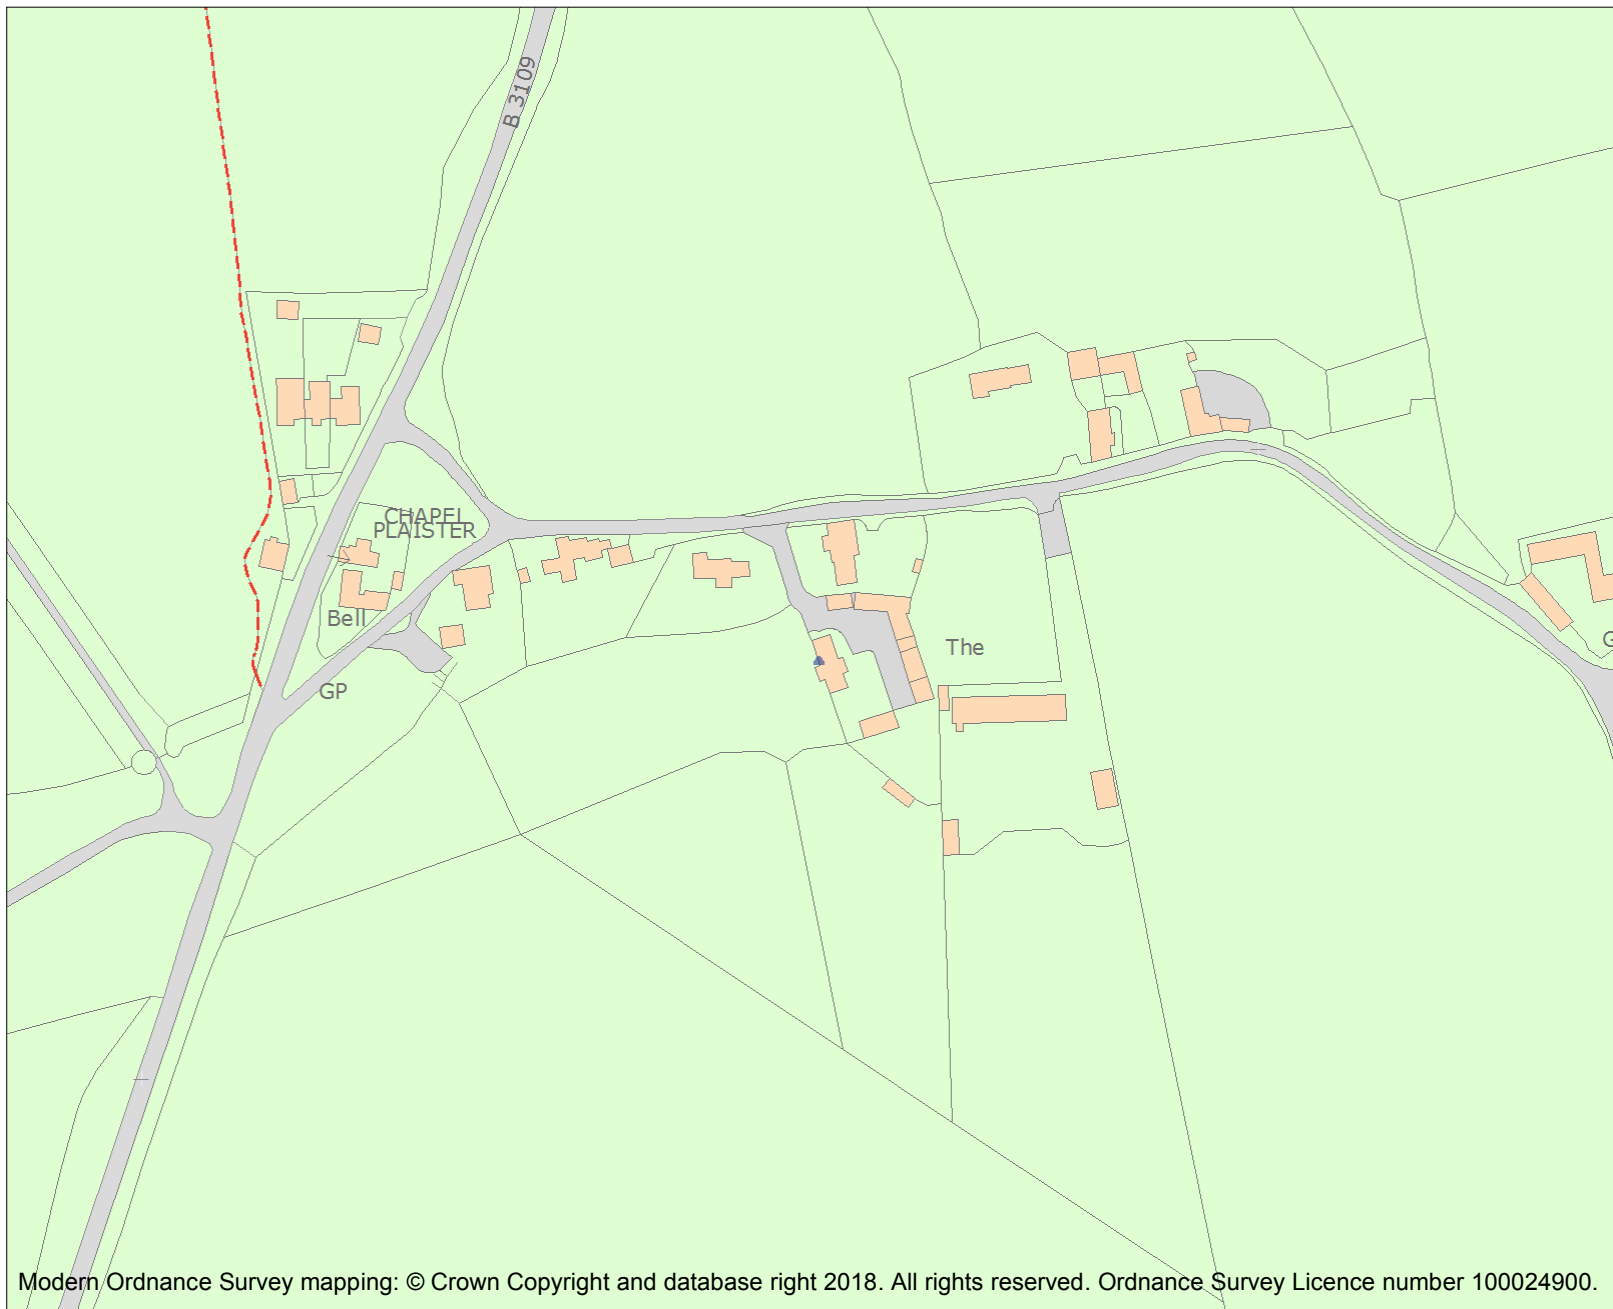 B 3109
CHAPEL
PLAISTER
Bell
The
G
GP
Modern Ordnance Survey mapping: © Crown Copyright and database right 2018. All rights reserved. Ordnance Survey Licence number 100024900.